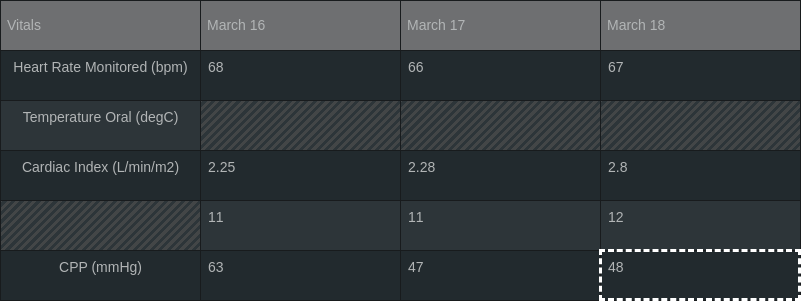 Vitals March 16 March 17 March 18
Heart Rate Monitored (bpm) 68 66 67
Temperature Oral (degC)
Cardiac Index (L/min/m2) 2.25 2.28 2.8
11 11 12
CPP (mmHg) 63 47 48